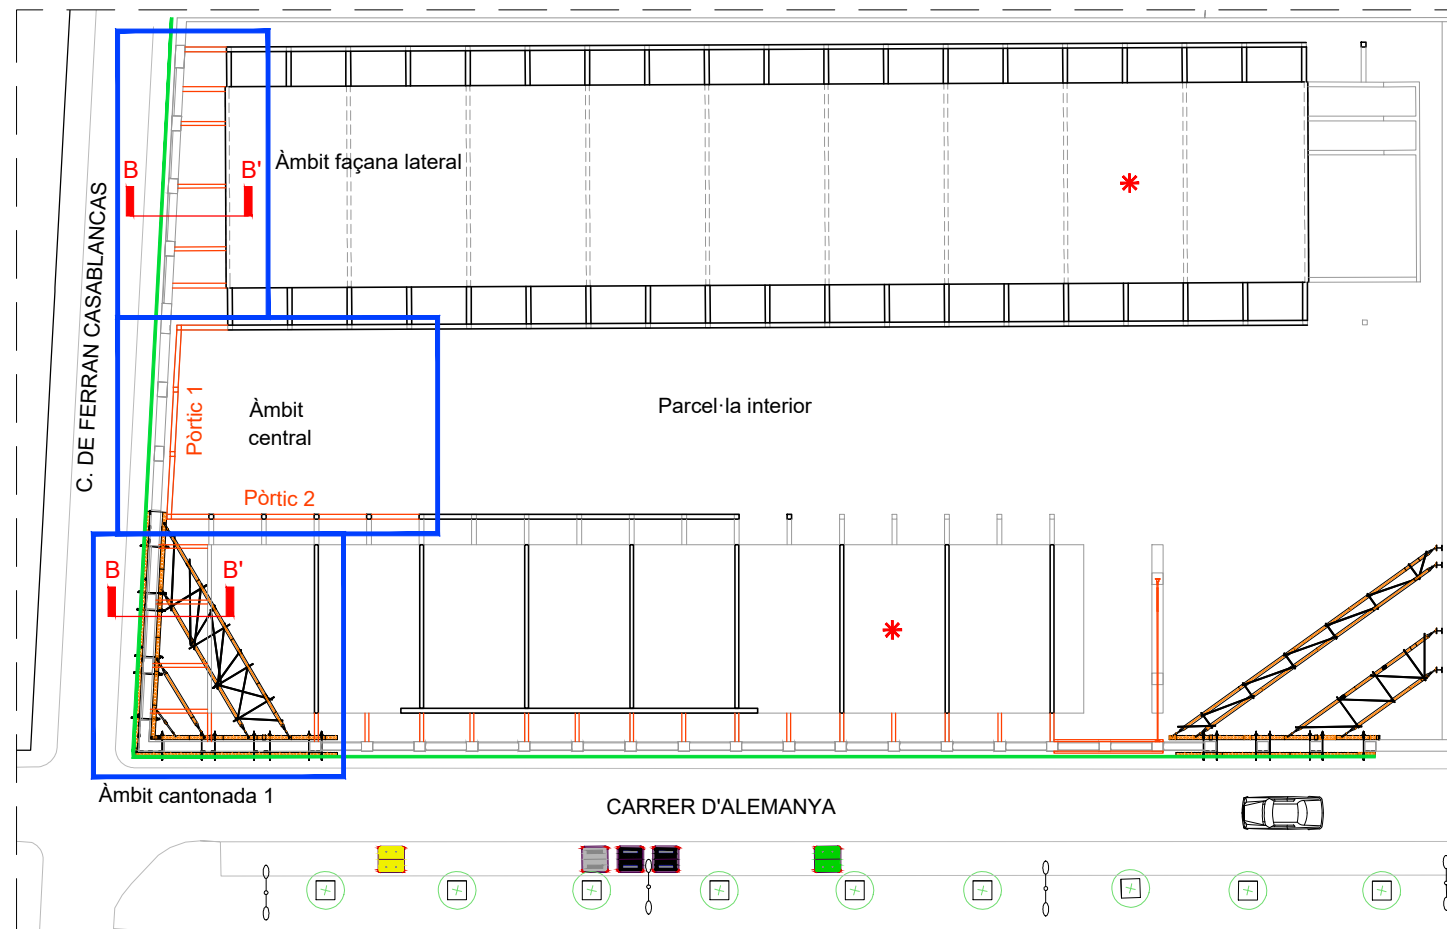 B
B'
Àmbit façana lateral
C. DE FERRAN CASABLANCAS
Pòrtic 1
Àmbit
central
Parcel·la interior
Pòrtic 2
B
B'
Àmbit cantonada 1
CARRER D'ALEMANYA